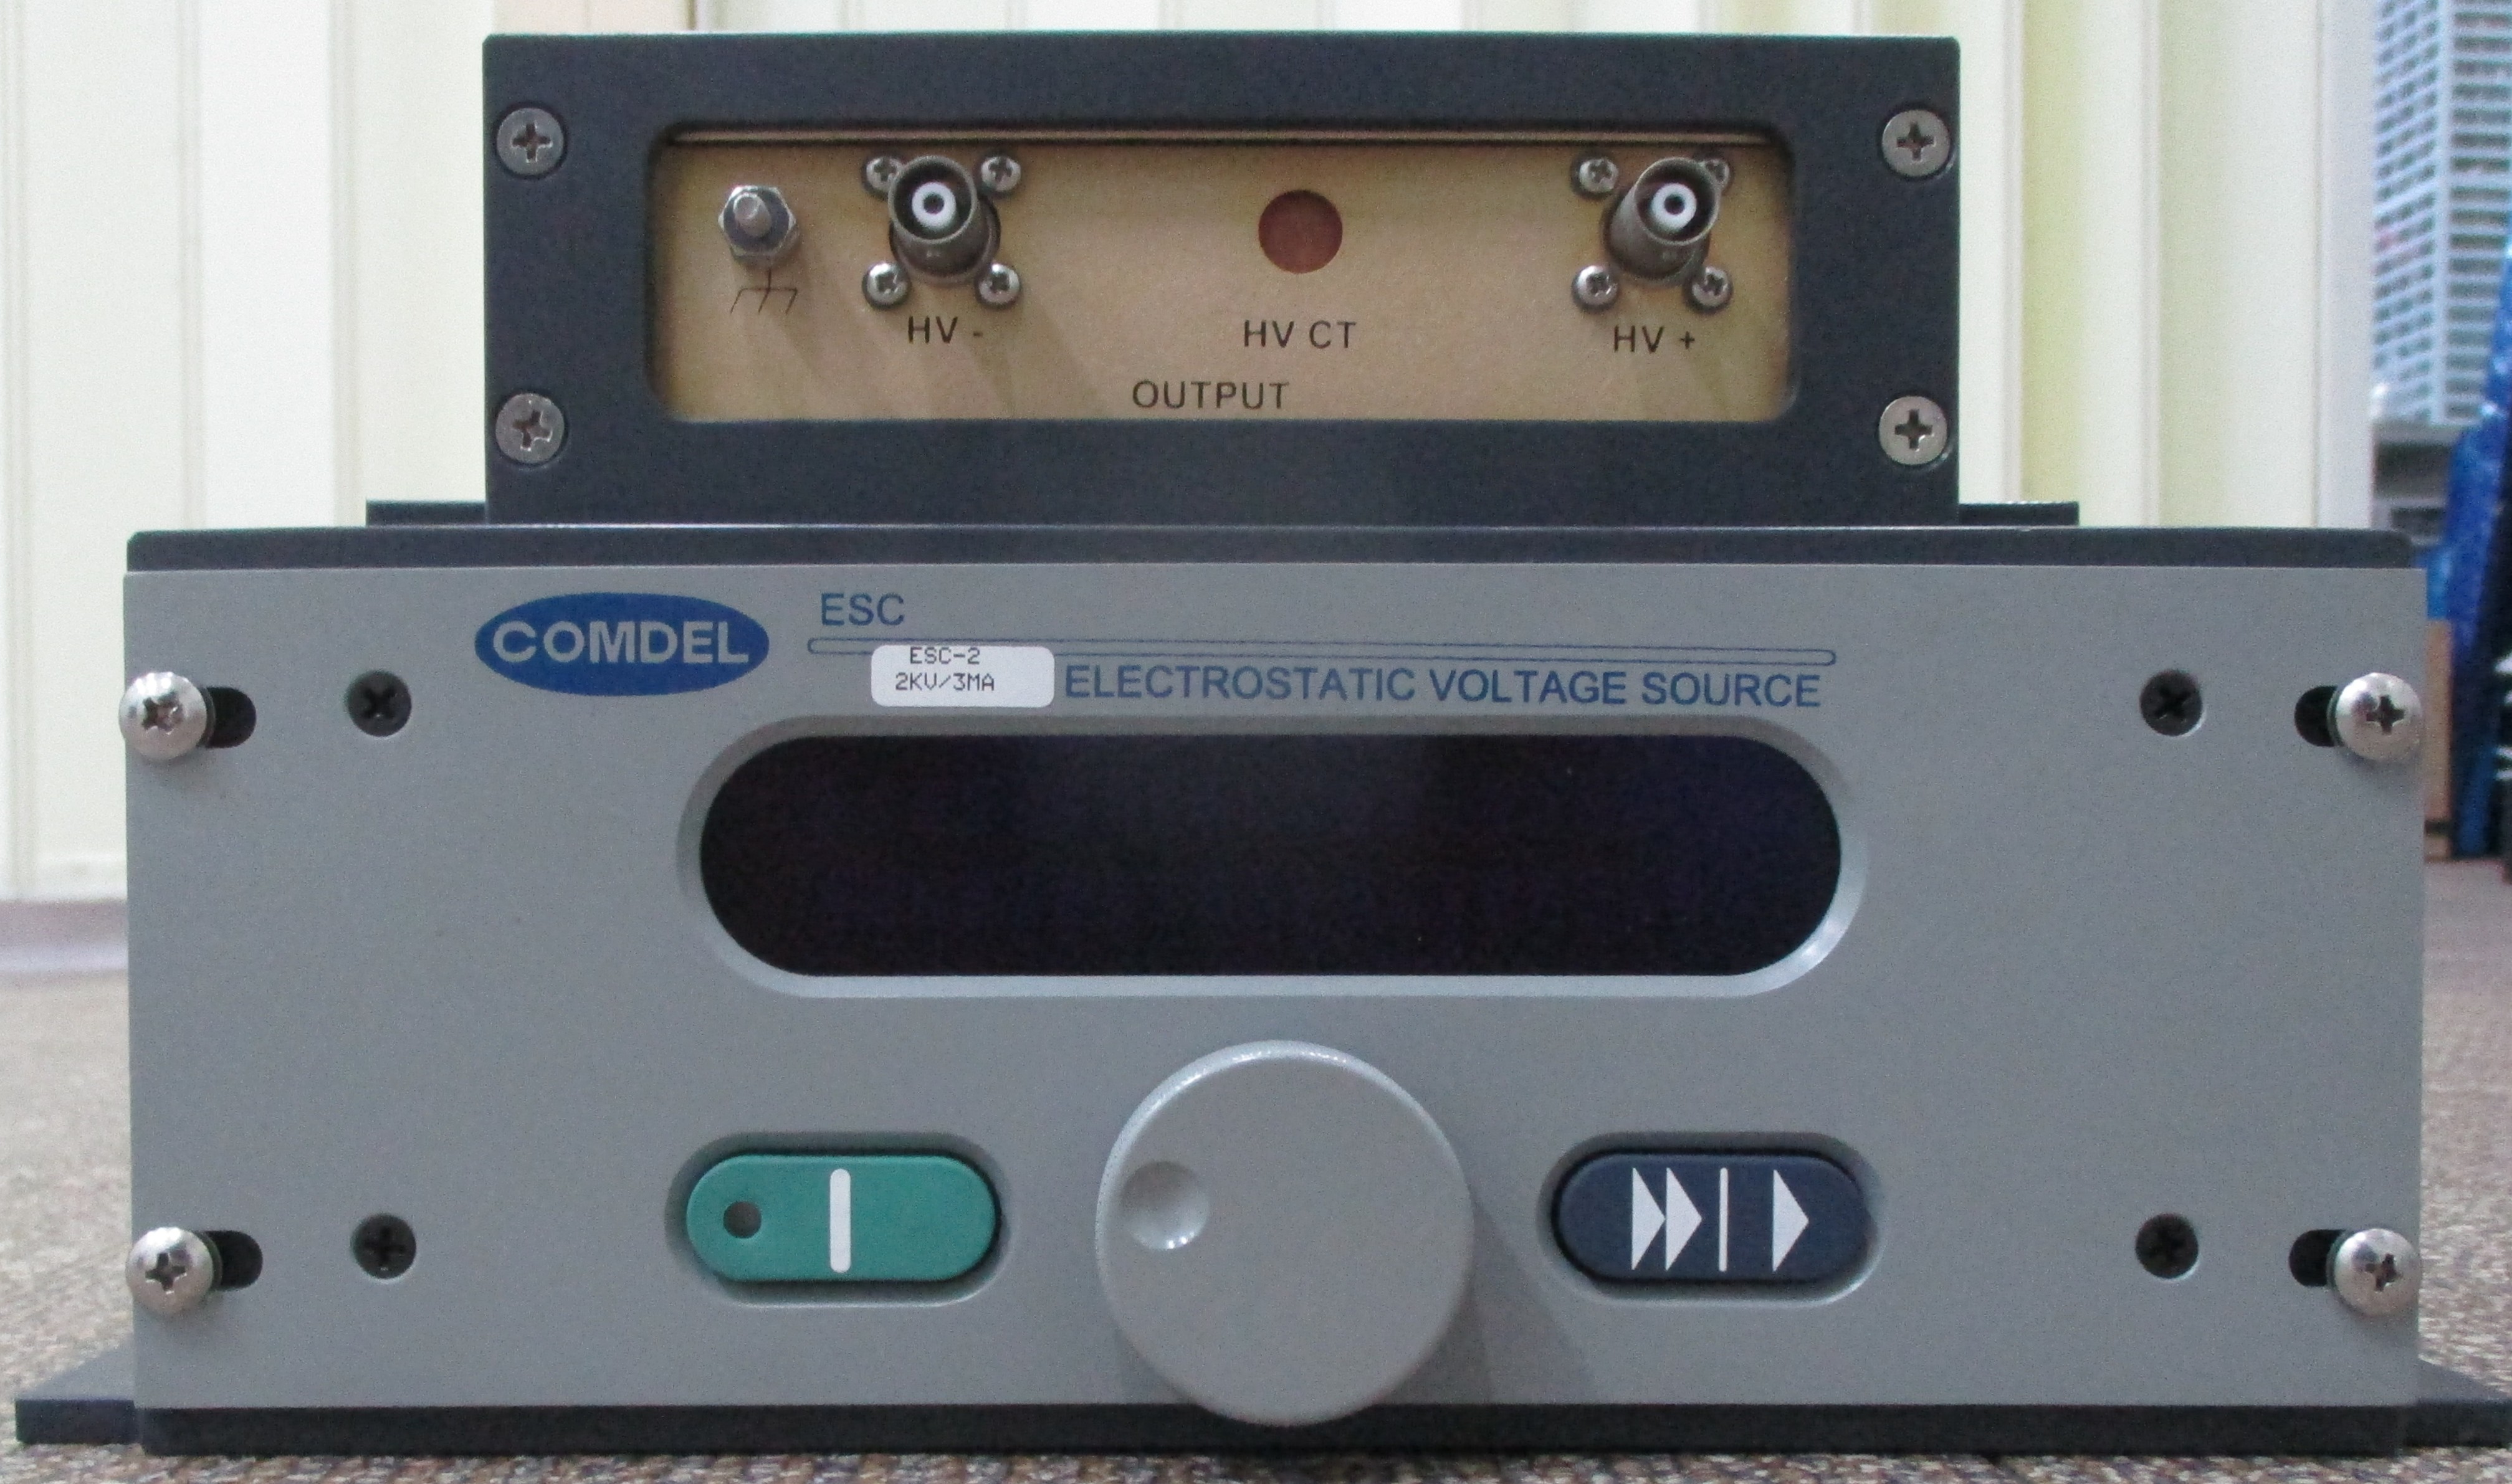 HV - HV CT HV +
OUTPUT
COMDEL
ESC
ESC-2
2KV/3MA
ELECTROSTATIC VOLTAGE SOURCE